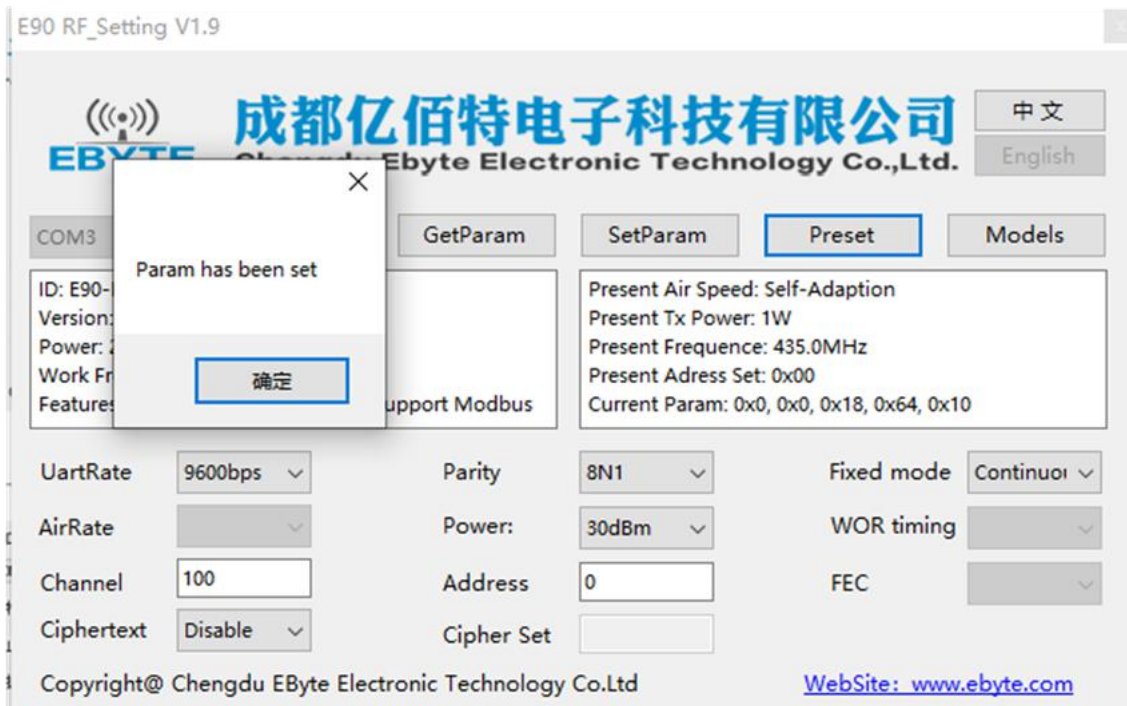 E90 RF_Setting V1.9
成都亿佰特电子科技有限公司
中文
EBYTE
Chengdu Ebyte Electronic Technology Co.,Ltd.
English
COM3
GetParam
SetParam
Preset
Models
Param has been set
确定
ID: E90-
Version:
Power:
Work Fr
Features
upport Modbus
Present Air Speed: Self-Adaption
Present Tx Power: 1W
Present Frequence: 435.0MHz
Present Adress Set: 0x00
Current Param: 0x0, 0x0, 0x18, 0x64, 0x10
UartRate 9600bps Parity 8N1 Fixed mode Continuo
AirRate Power: 30dBm WOR timing
Channel 100 Address 0 FEC
Ciphertext Disable Cipher Set
Copyright@ Chengdu EByte Electronic Technology Co.Ltd WebSite: www.ebyte.com